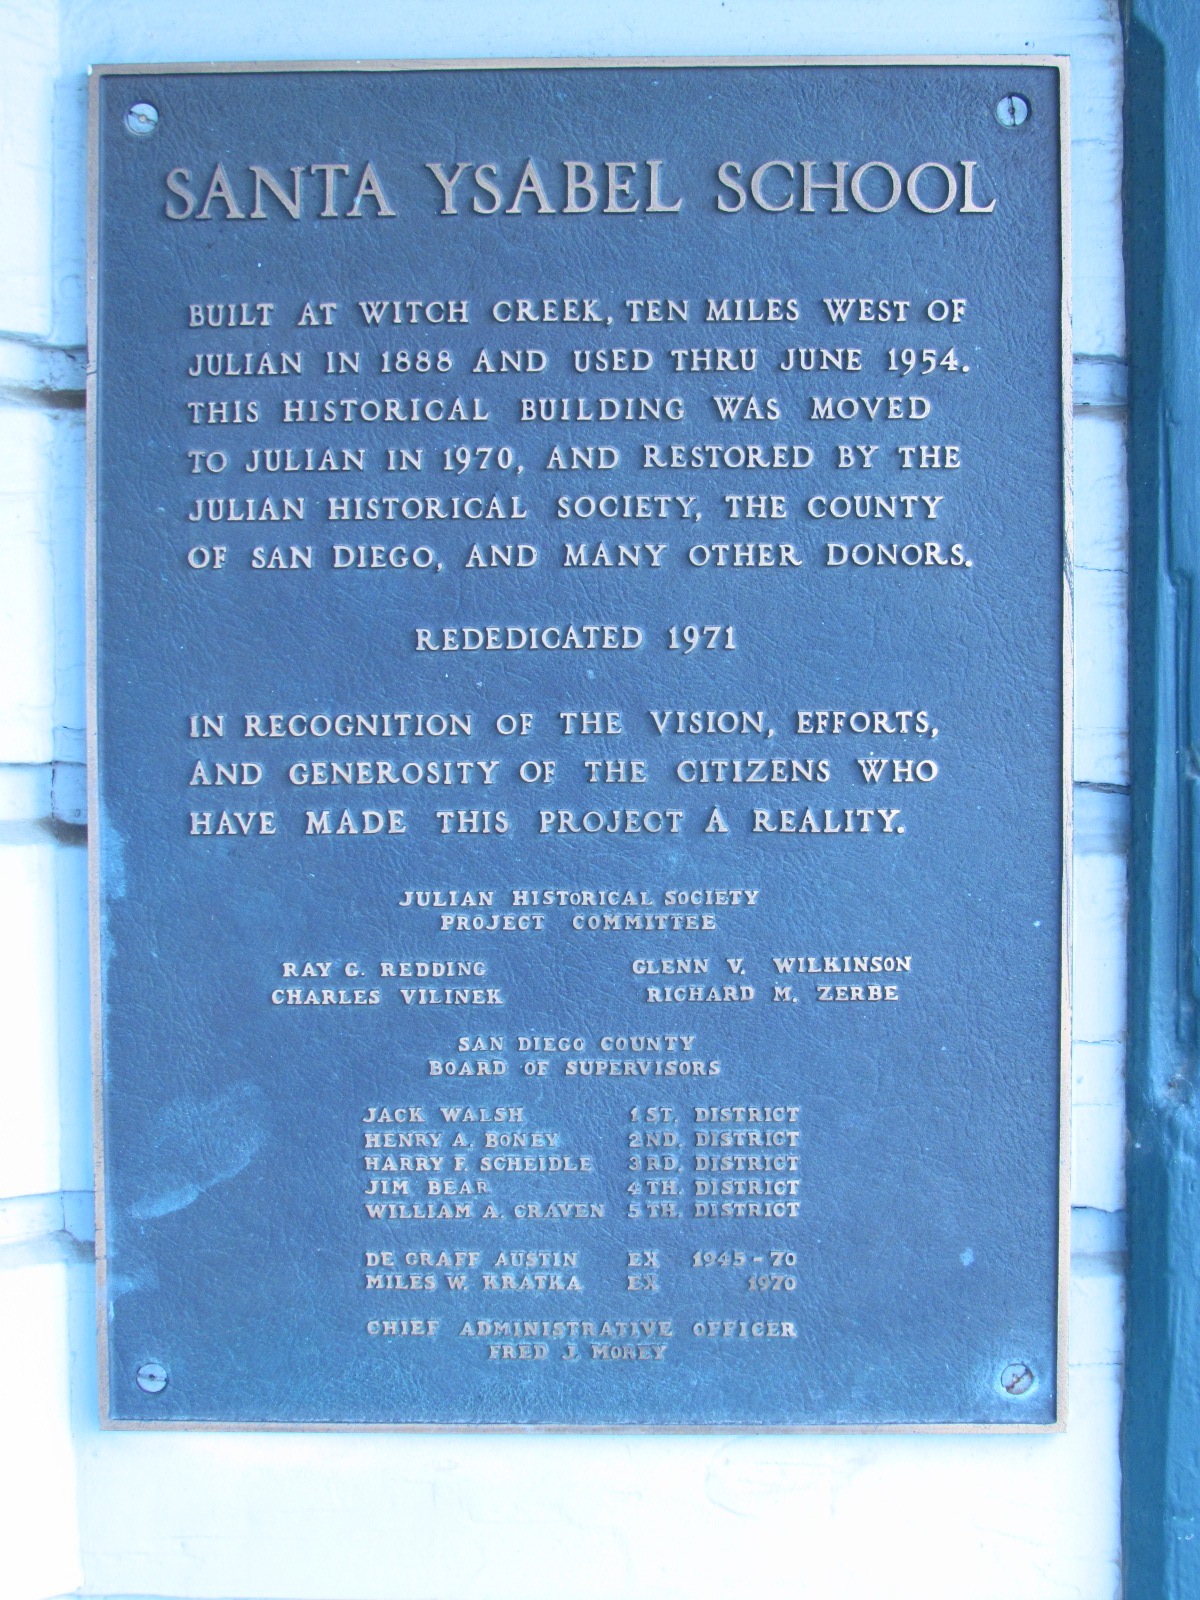 SANTA YSABEL SCHOOL
BUILT AT WITCH CREEK, TEN MILES WEST OF
JULIAN IN 1888 AND USED THRU JUNE 1954.
THIS HISTORICAL BUILDING WAS MOVED
TO JULIAN IN 1970, AND RESTORED BY THE
JULIAN HISTORICAL SOCIETY, THE COUNTY
OF SAN DIEGO, AND MANY OTHER DONORS.
REDEDICATED 1971
IN RECOGNITION OF THE VISION, EFFORTS,
AND GENEROSITY OF THE CITIZENS WHO
HAVE MADE THIS PROJECT A REALITY.
JULIAN HISTORICAL SOCIETY
PROJECT COMMITTEE
RAY G. REDDING GLENN V. WILKINSON
CHARLES VILINEK RICHARD M. ZERBE
SAN DIEGO COUNTY
BOARD OF SUPERVISORS
JACK WALSH 1ST. DISTRICT
HENRY A. BONEY 2ND. DISTRICT
HARRY F. SCHEIDLE 3RD. DISTRICT
JIM BEAR 4TH. DISTRICT
WILLIAM A. CRAVEN 5TH. DISTRICT
DE GRAFF AUSTIN EX 1945-70
MILES W. KRATKA EX 1970
CHIEF ADMINISTRATIVE OFFICER
FRED J. MOREY